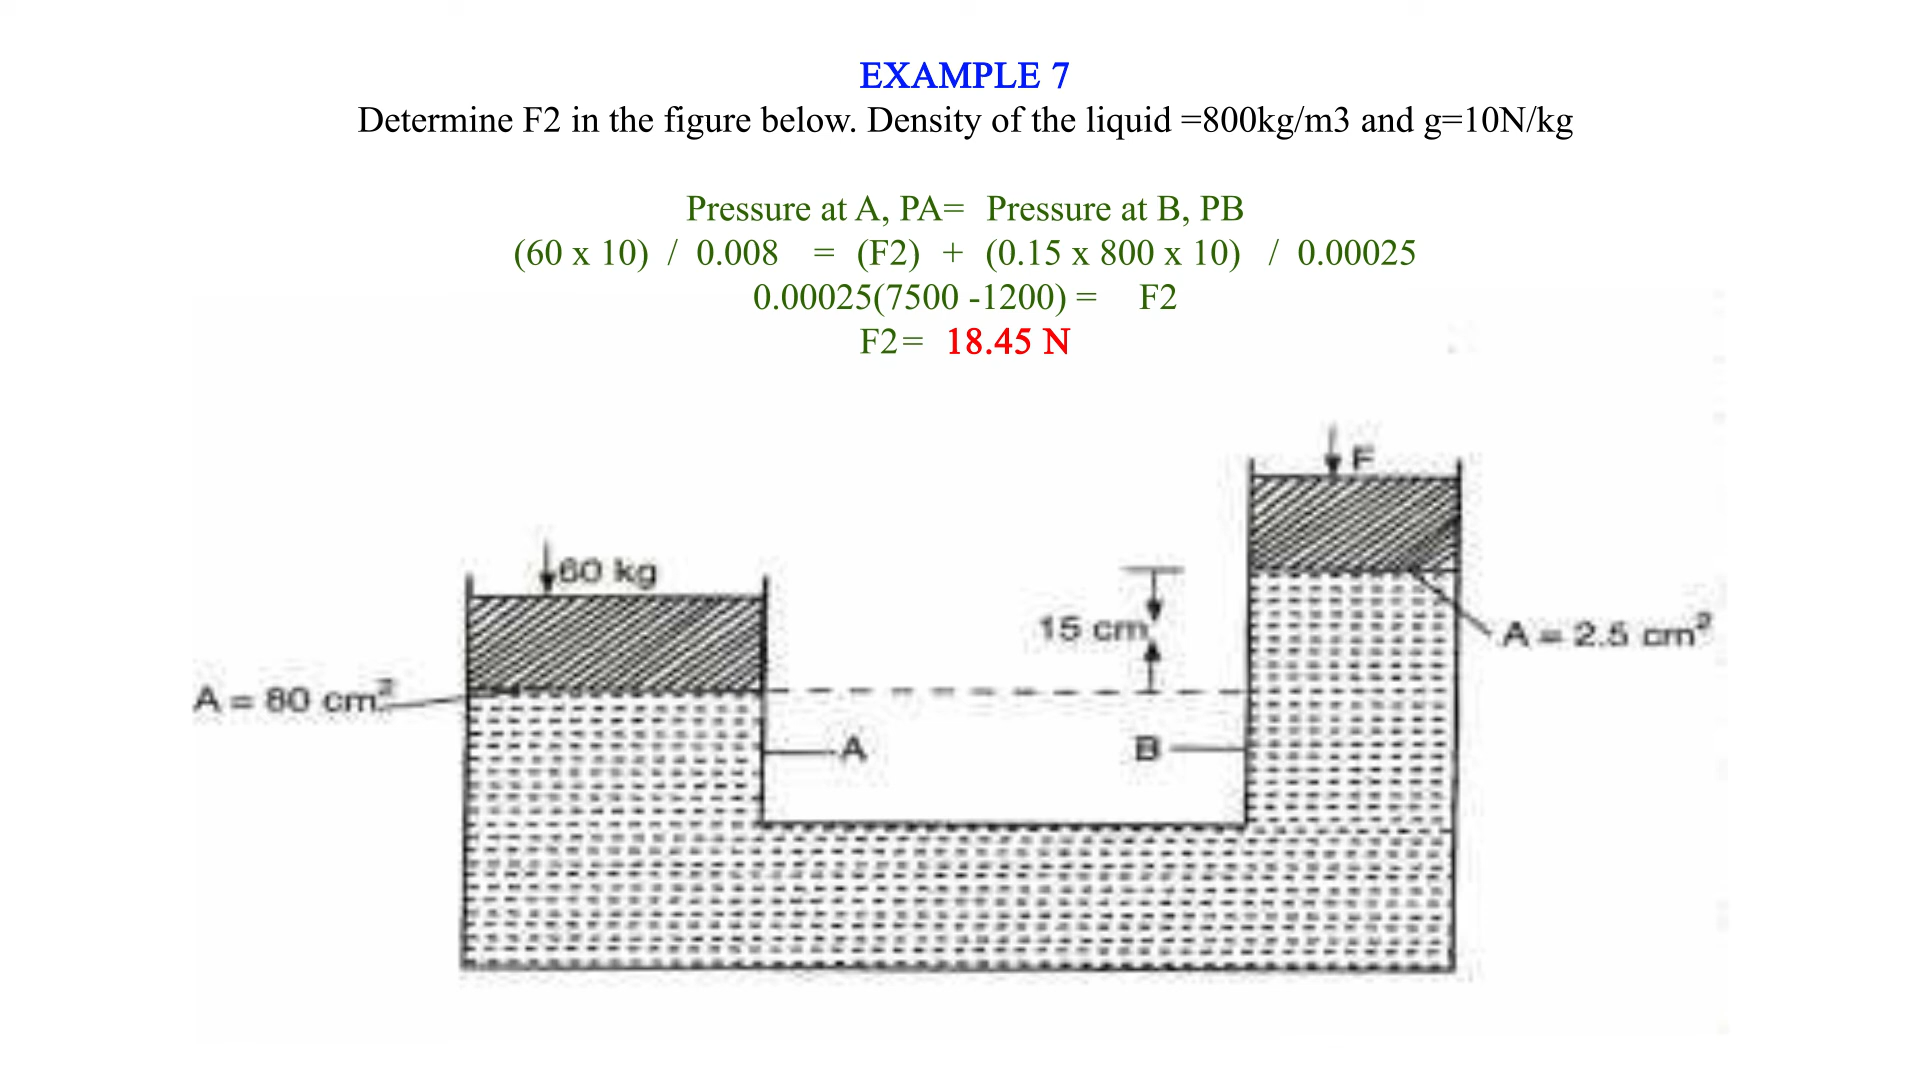 EXAMPLE 7
Determine F2 in the figure below. Density of the liquid =800kg/m3 and g=10N/kg
Pressure at A, PA= Pressure at B, PB
(60 x 10) / 0.008 = (F2) + (0.15 x 800 x 10) / 0.00025
0.00025(7500 -1200) = F2
F2= 18.45 N
F
60 kg
15 cm
A = 2.5 cm²
A = 80 cm²
A
B